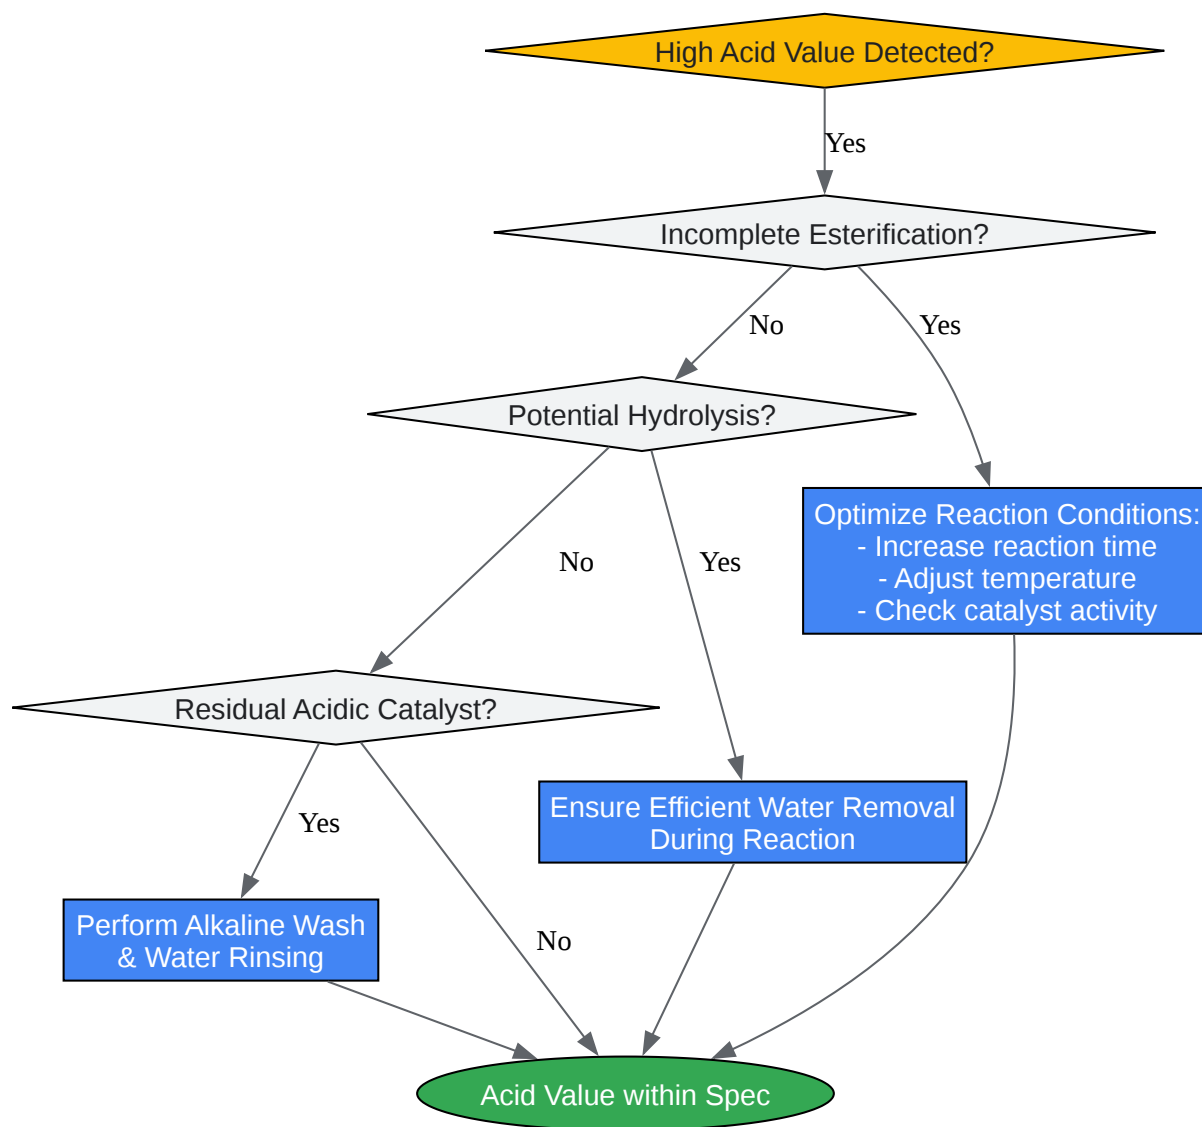 High Acid Value Detected?
Yes
Incomplete Esterification?
No
Yes
Potential Hydrolysis?
Optimize Reaction Conditions:
- Increase reaction time
- Adjust temperature
- Check catalyst activity
No
Yes
Residual Acidic Catalyst?
Ensure Efficient Water Removal
During Reaction
Yes
Perform Alkaline Wash
& Water Rinsing
No
Acid Value within Spec